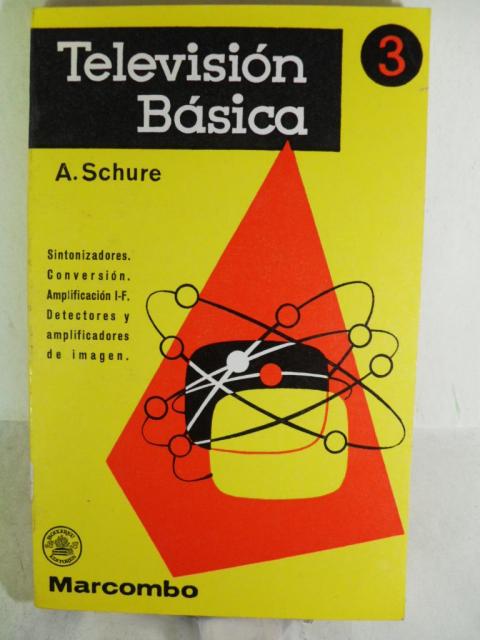 Televisión
Básica
3
A. Schure
Sintonizadores.
Conversión.
Amplificación I-F.
Detectores y
amplificadores
de imagen.
Marcombo